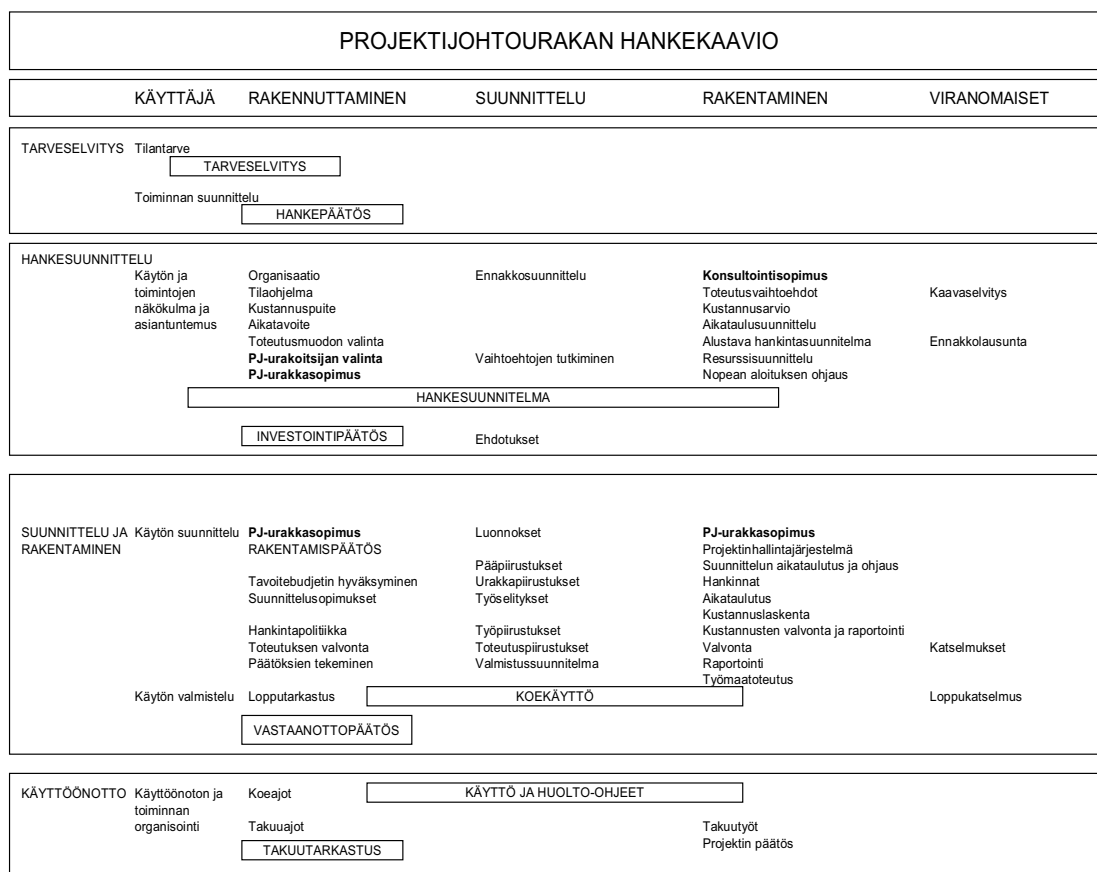 PROJEKTIJOHTOURAKAN HANKEKAAVIO
KÄYTTÄJÄ RAKENNUTTAMINEN SUUNNITTELU RAKENTAMINEN VIRANOMAISET
TARVESELVITYS Tilantarve
TARVESELVITYS
Toiminnan suunnittelu
HANKEPÄÄTÖS
HANKESUUNNITTELU
Käytön ja Organisaatio Ennakkosuunnittelu Konsultointisopimus
toimintojen Tilaohjelma Toteutusvaihtoehdot Kaavaselvitys
näkökulma ja Kustannuspuite Kustannusarvio
asiantuntemus Aikatavoite Aikataulusuunnittelu
Toteutusmuodon valinta Alustava hankintasuunnitelma Ennakkolausunta
PJ-urakoitsijan valinta Vaihtoehtojen tutkiminen Resurssisuunnittelu
PJ-urakkasopimus Nopean aloituksen ohjaus
HANKESUUNNITELMA
INVESTOINTIPÄÄTÖS Ehdotukset
SUUNNITTELU JA Käytön suunnittelu PJ-urakkasopimus Luonnokset PJ-urakkasopimus
RAKENTAMINEN RAKENTAMISPÄÄTÖS Projektinhallintajärjestelmä
Pääpiirustukset Suunnittelun aikataulutus ja ohjaus
Tavoitebudjetin hyväksyminen Urakkapiirustukset Hankinnat
Suunnittelusopimukset Työselitykset Aikataulutus
Kustannuslaskenta
Hankintapolitiikka Työpiirustukset Kustannusten valvonta ja raportointi
Toteutuksen valvonta Toteutuspiirustukset Valvonta Katselmukset
Päätöksien tekeminen Valmistussuunnitelma Raportointi
Työmaatoteutus
Käytön valmistelu Lopputarkastus KOEKÄYTTÖ Loppukatselmus
VASTAANOTTOPÄÄTÖS
KÄYTTÖÖNOTTO Käyttöönoton ja Koeajot KÄYTTÖ JA HUOLTO-OHJEET
toiminnan
organisointi Takuuajot Takuutyöt
Projektin päätös
TAKUUTARKASTUS